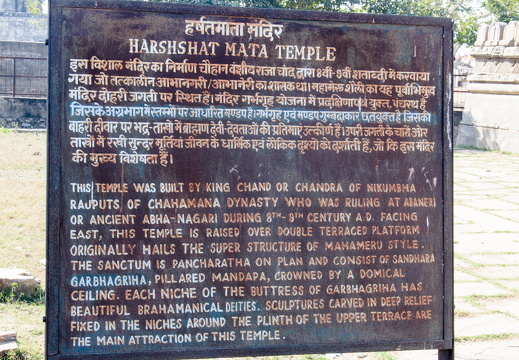 हर्षतमाता मंदिर
HARSHSHAT MATA TEMPLE
इस विशाल मंदिर का निर्माण चौहान वंशीय राजा चांद द्वारा 8वीं-9वीं शताब्दी में करवाया
गया जो तत्कालीन आभानगरी/आभानेरी का शासक था। महामेरू शैली का यह पूर्वाभिमुख
मंदिर दोहरी जगती पर स्थित है। मंदिर गर्भगृह योजना में प्रदक्षिणापथ युक्त, पंचरथ है
जिसके अग्रभाग में स्तम्भों पर आधारित मण्डप है। गर्भगृह एवं मण्डप गुम्बदाकार छत युक्त है जिसकी
बाहरी दीवार पर भद्र-ताखों में ब्राह्मण देवी-देवताओं की प्रतिमाएं उत्कीर्ण हैं। ऊपरी जगती के चारों ओर
ताखों में रखी सुन्दर मूर्तियां जीवन के धार्मिक एवं लौकिक दृश्यों को दर्शाती हैं, जो कि इस मंदिर
की मुख्य विशेषता हैं।
THIS TEMPLE WAS BUILT BY KING CHAND OR CHANDRA OF NIKUMBHA
RAJPUTS OF CHAHAMANA DYNASTY WHO WAS RULING AT ABANERI
OR ANCIENT ABHA-NAGARI DURING 8TH-9TH CENTURY A.D. FACING
EAST, THIS TEMPLE IS RAISED OVER DOUBLE TERRACED PLATFORM
ORIGINALLY HAILS THE SUPER STRUCTURE OF MAHAMERU STYLE.
THE SANCTUM IS PANCHARATHA ON PLAN AND CONSIST OF SANDHARA
GARBHAGRIHA, PILLARED MANDAPA, CROWNED BY A DOMICAL
CEILING. EACH NICHE OF THE BUTTRESS OF GARBHAGRIHA HAS
BEAUTIFUL BRAHAMANICAL DEITIES. SCULPTURES CARVED IN DEEP RELIEF
FIXED IN THE NICHES AROUND THE PLINTH OF THE UPPER TERRACE ARE
THE MAIN ATTRACTION OF THIS TEMPLE.